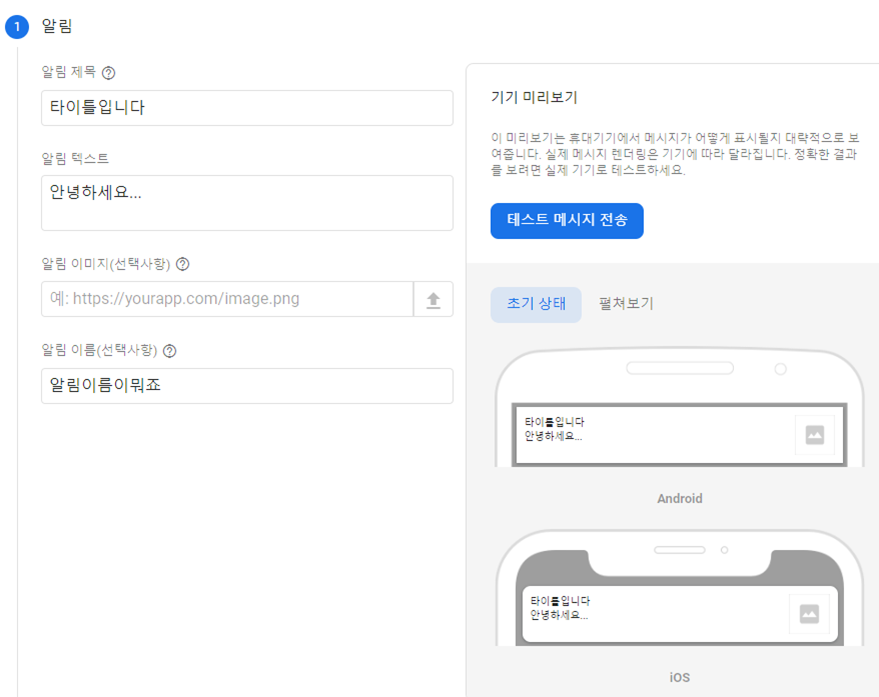 1 알림
알림 제목
타이틀입니다
알림 텍스트
안녕하세요...
알림 이미지(선택사항)
예: https://yourapp.com/image.png
알림 이름(선택사항)
알림이름이뭐죠
기기 미리보기
이 미리보기는 휴대기기에서 메시지가 어떻게 표시될지 대략적으로 보
여줍니다. 실제 메시지 렌더링은 기기에 따라 달라집니다. 정확한 결과
를 보려면 실제 기기로 테스트하세요.
테스트 메시지 전송
초기 상태 펼쳐보기
타이틀입니다
안녕하세요...
Android
타이틀입니다
안녕하세요...
iOS